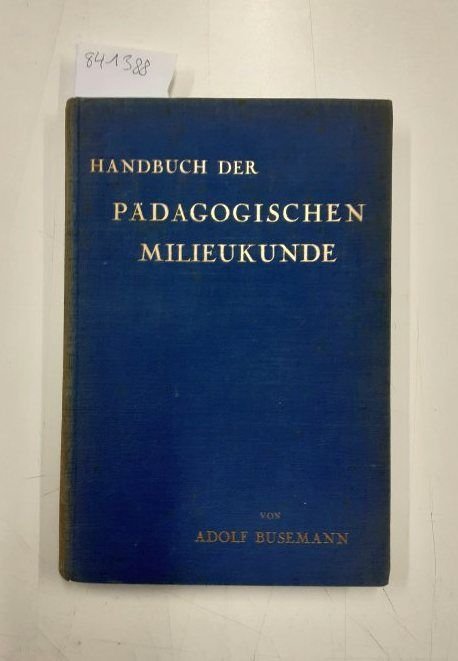 841388
HANDBUCH DER
PÄDAGOGISCHEN
MILIEUKUNDE
VON
ADOLF BUSEMANN